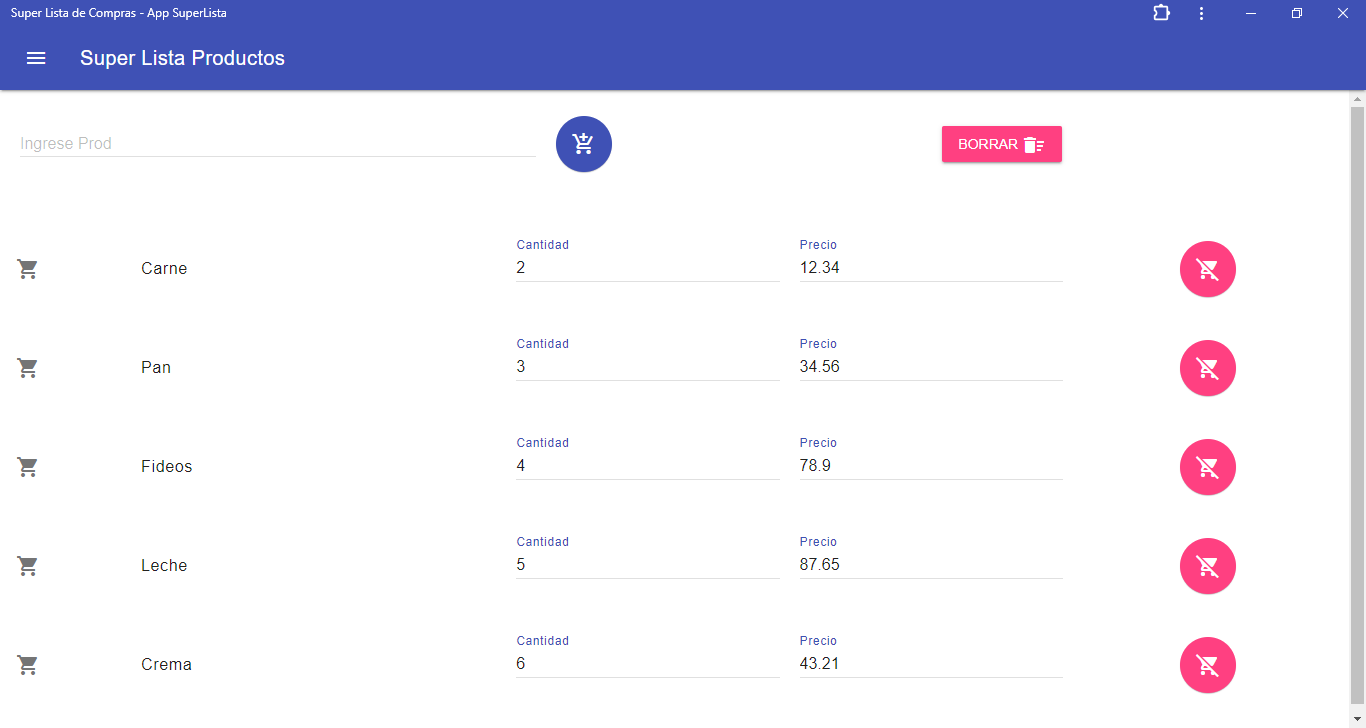 Super Lista de Compras - App SuperLista
Super Lista Productos
Ingrese Prod
BORRAR
Cantidad Precio
Carne 2 12.34
Cantidad Precio
Pan 3 34.56
Cantidad Precio
Fideos 4 78.9
Cantidad Precio
Leche 5 87.65
Cantidad Precio
Crema 6 43.21